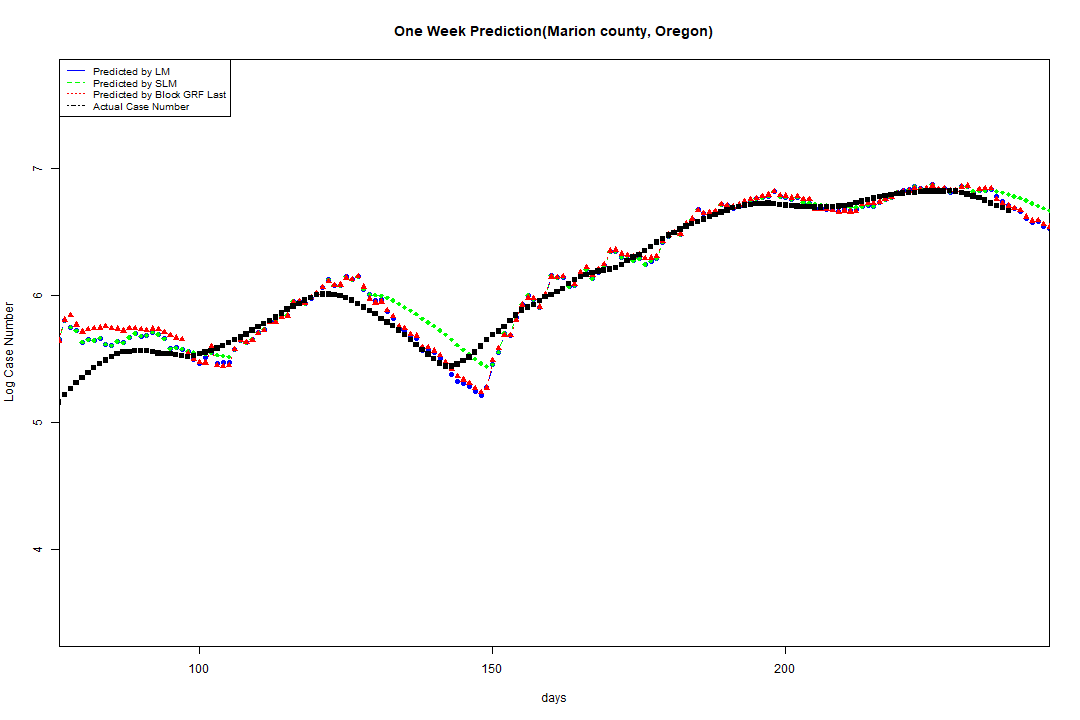 One Week Prediction(Marion county, Oregon)
Predicted by LM
Predicted by SLM
Predicted by Block GRF Last
Actual Case Number
7
6
5
4
Log Case Number
100
150
200
days